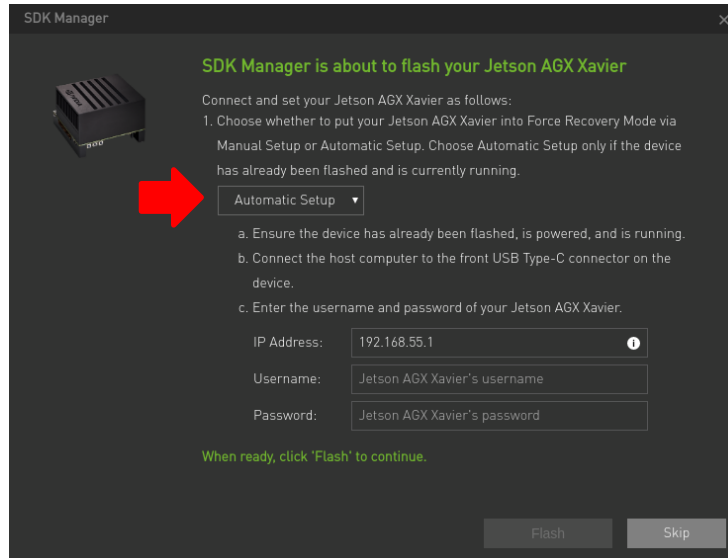 SDK Manager
SDK Manager is about to flash your Jetson AGX Xavier
Connect and set your Jetson AGX Xavier as follows:
1. Choose whether to put your Jetson AGX Xavier into Force Recovery Mode via
Manual Setup or Automatic Setup. Choose Automatic Setup only if the device
has already been flashed and is currently running.
Automatic Setup
a. Ensure the device has already been flashed, is powered, and is running.
b. Connect the host computer to the front USB Type-C connector on the
device.
c. Enter the username and password of your Jetson AGX Xavier.
IP Address: 192.168.55.1
Username: Jetson AGX Xavier's username
Password: Jetson AGX Xavier's password
When ready, click 'Flash' to continue.
Flash Skip